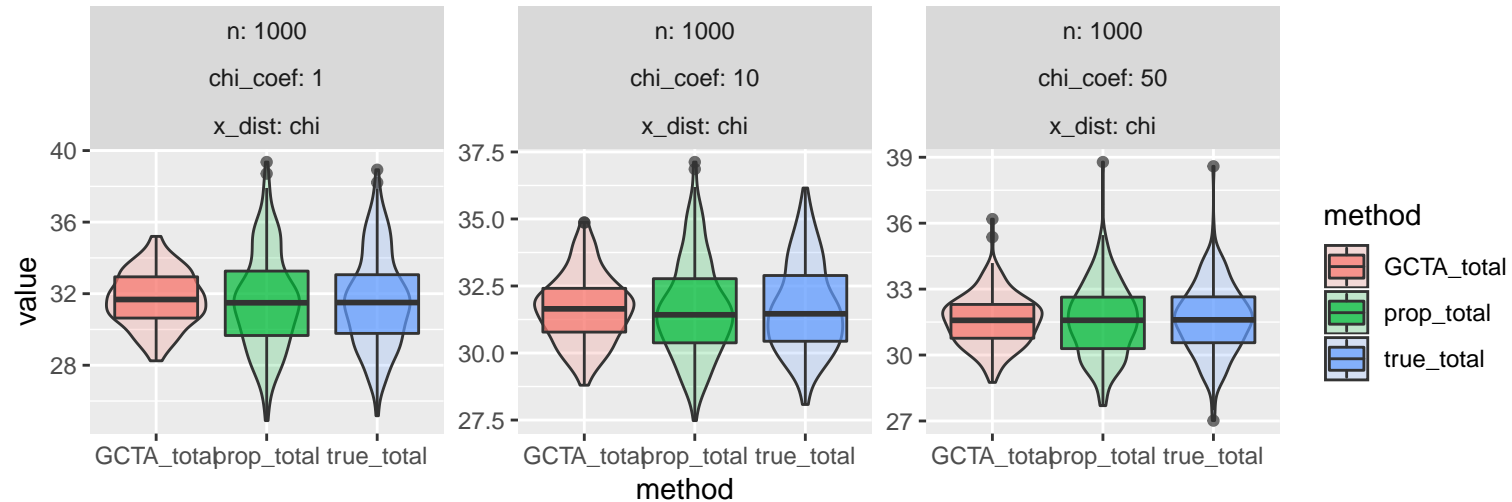 n: 1000
chi_coef: 1
x_dist: chi
n: 1000
chi_coef: 10
x_dist: chi
n: 1000
chi_coef: 50
x_dist: chi
value
40
36
32
28
37.5
35.0
32.5
30.0
27.5
39
36
33
30
27
GCTA_total prop_total true_total
GCTA_total prop_total true_total
GCTA_total prop_total true_total
method
method
GCTA_total
prop_total
true_total